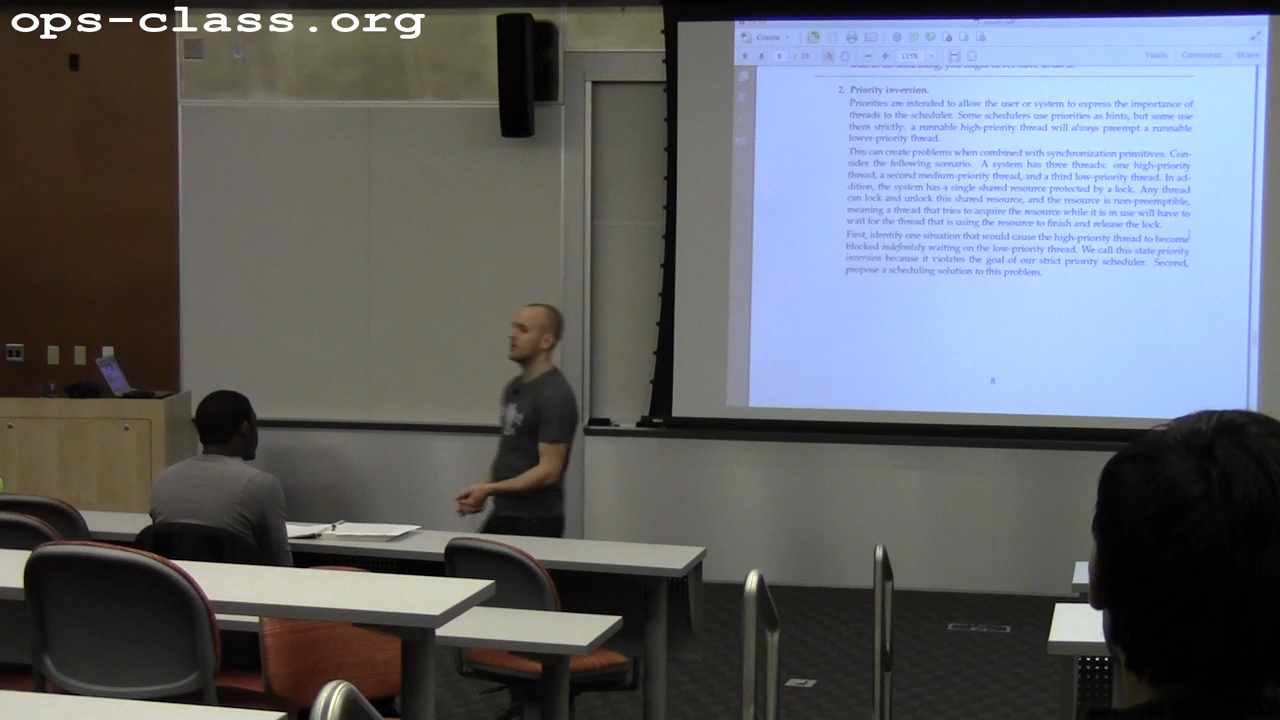 ops-class.org
Create
8 / 18
115%
Tools
Comment
Share
2. Priority inversion.
Priorities are intended to allow the user or system to express the importance of
threads to the scheduler. Some schedulers use priorities as hints, but some use
them strictly: a runnable high-priority thread will always preempt a runnable
lower-priority thread.
This can create problems when combined with synchronization primitives. Con-
sider the following scenario. A system has three threads: one high-priority
thread, a second medium-priority thread, and a third low-priority thread. In ad-
dition, the system has a single shared resource protected by a lock. Any thread
can lock and unlock this shared resource, and the resource is non-preemptible,
meaning a thread that tries to acquire the resource while it is in use will have to
wait for the thread that is using the resource to finish and release the lock.
First, identify one situation that would cause the high-priority thread to become
blocked indefinitely waiting on the low-priority thread. We call this state priority
inversion because it violates the goal of our strict priority scheduler. Second,
propose a scheduling solution to this problem.
8